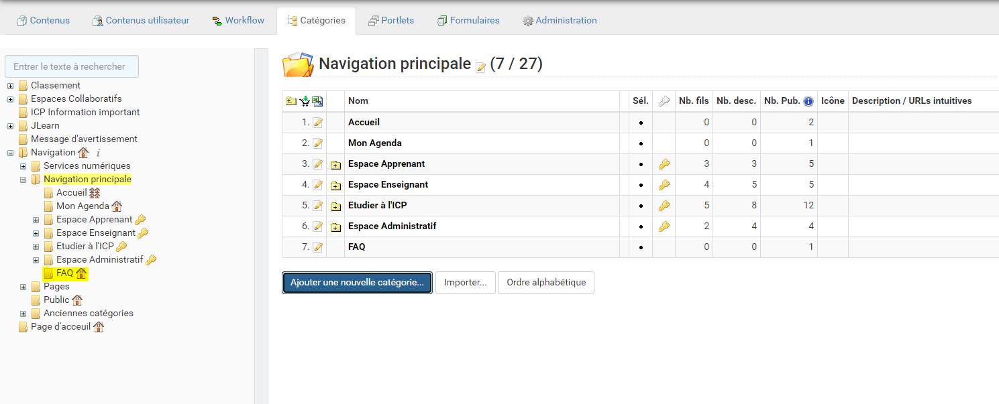 Contenus Contenus utilisateur Workflow Catégories Portlets Formulaires Administration
Entrer le texte à rechercher
Classement
Espaces Collaboratifs
ICP Information important
JLearn
Message d'avertissement
Navigation i
Services numériques
Navigation principale
Accueil
Mon Agenda
Espace Apprenant
Espace Enseignant
Etudier à l'ICP
Espace Administratif
FAQ
Pages
Public
Anciennes catégories
Page d'acceuil
Navigation principale (7 / 27)
Nom Sél. Nb. fils Nb. desc. Nb. Pub. Icône Description / URLs intuitives
1. Accueil • 0 0 2
2. Mon Agenda • 0 0 1
3. Espace Apprenant • 3 3 5
4. Espace Enseignant • 4 5 5
5. Etudier à l'ICP • 5 8 12
6. Espace Administratif • 2 4 4
7. FAQ • 0 0 1
Ajouter une nouvelle catégorie... Importer... Ordre alphabétique